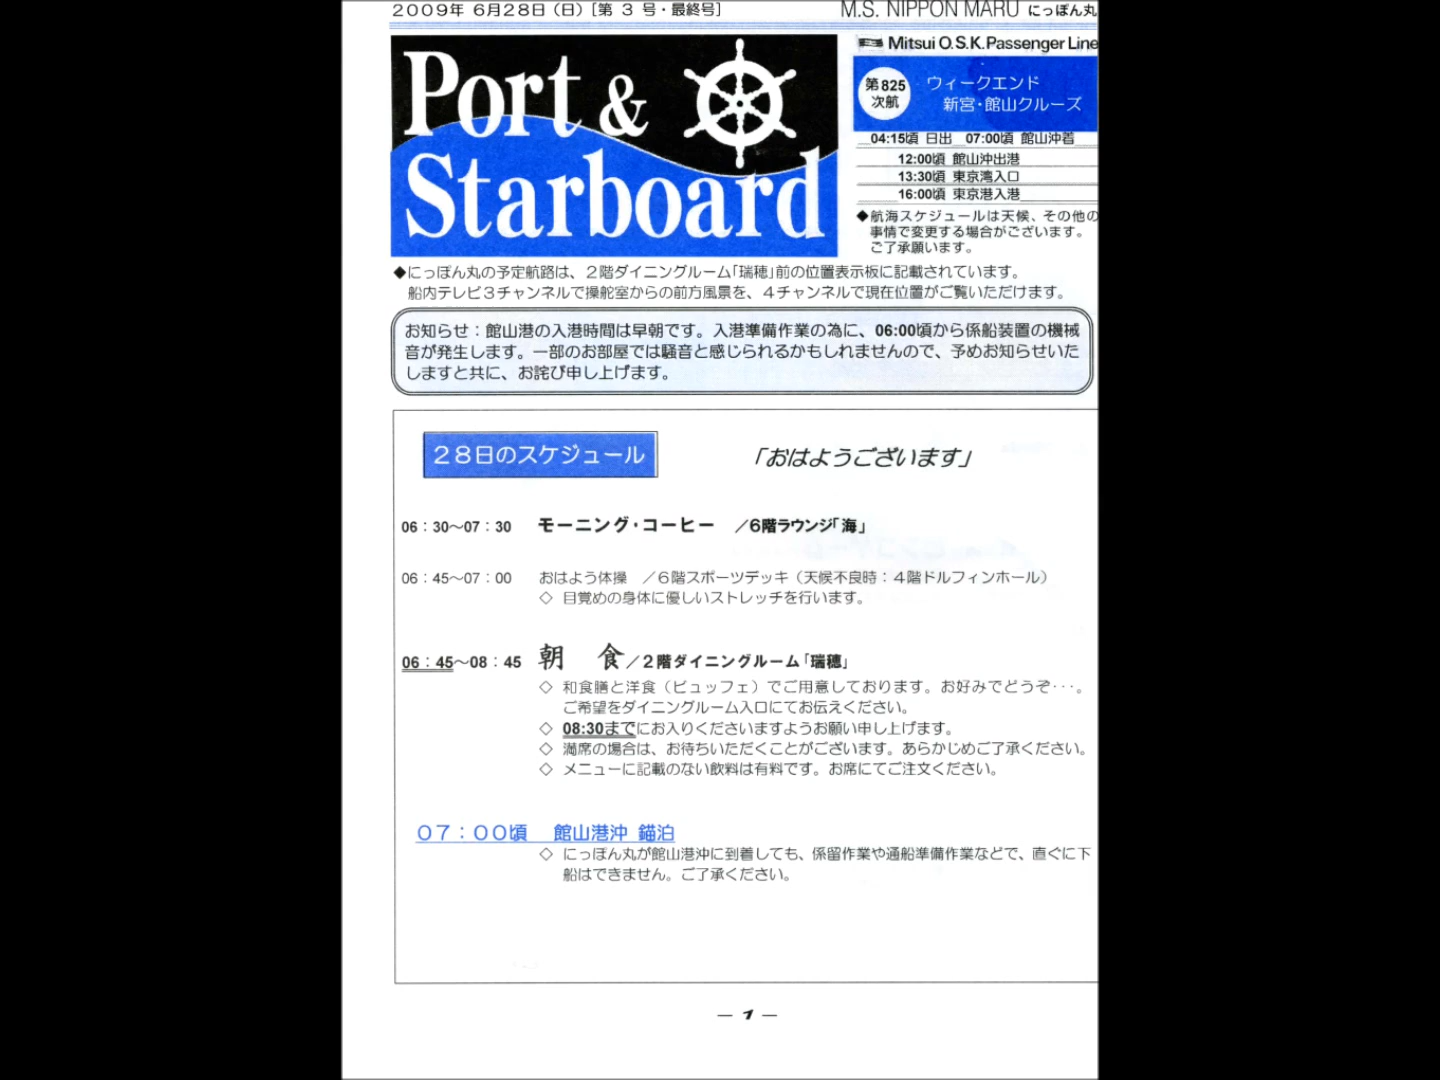 2009年 6月28日（日）［第 3 号・最終号］
M.S. NIPPON MARU にっぽん丸
Port &
Starboard
Mitsui O.S.K. Passenger Line
第825次航
ウィークエンド
新宮・館山クルーズ
04:15頃 日出 07:00頃 館山沖着
12:00頃 館山沖出港
13:30頃 東京湾入口
16:00頃 東京港入港
◆航海スケジュールは天候、その他の
事情で変更する場合がございます。
ご了承願います。
◆にっぽん丸の予定航路は、２階ダイニングルーム「瑞穂」前の位置表示板に記載されています。
船内テレビ３チャンネルで操舵室からの前方風景を、４チャンネルで現在位置がご覧いただけます。
お知らせ：館山港の入港時間は早朝です。入港準備作業の為に、06:00頃から係船装置の機械
音が発生します。一部のお部屋では騒音と感じられるかもしれませんので、予めお知らせいた
しますと共に、お詫び申し上げます。
２８日のスケジュール
「おはようございます」
06：30～07：30 モーニング・コーヒー ／6階ラウンジ「海」
06：45～07：00 おはよう体操 ／６階スポーツデッキ（天候不良時：４階ドルフィンホール）
◇ 目覚めの身体に優しいストレッチを行います。
06：45～08：45 朝 食／２階ダイニングルーム「瑞穂」
◇ 和食膳と洋食（ビュッフェ）でご用意しております。お好みでどうぞ･･･。
ご希望をダイニングルーム入口にてお伝えください。
◇ 08:30までにお入りくださいますようお願い申し上げます。
◇ 満席の場合は、お待ちいただくことがございます。あらかじめご了承ください。
◇ メニューに記載のない飲料は有料です。お席にてご注文ください。
０７：００頃 館山港沖 錨泊
◇ にっぽん丸が館山港沖に到着しても、係留作業や通船準備作業などで、直ぐに下
船はできません。ご了承ください。
― 1 ―